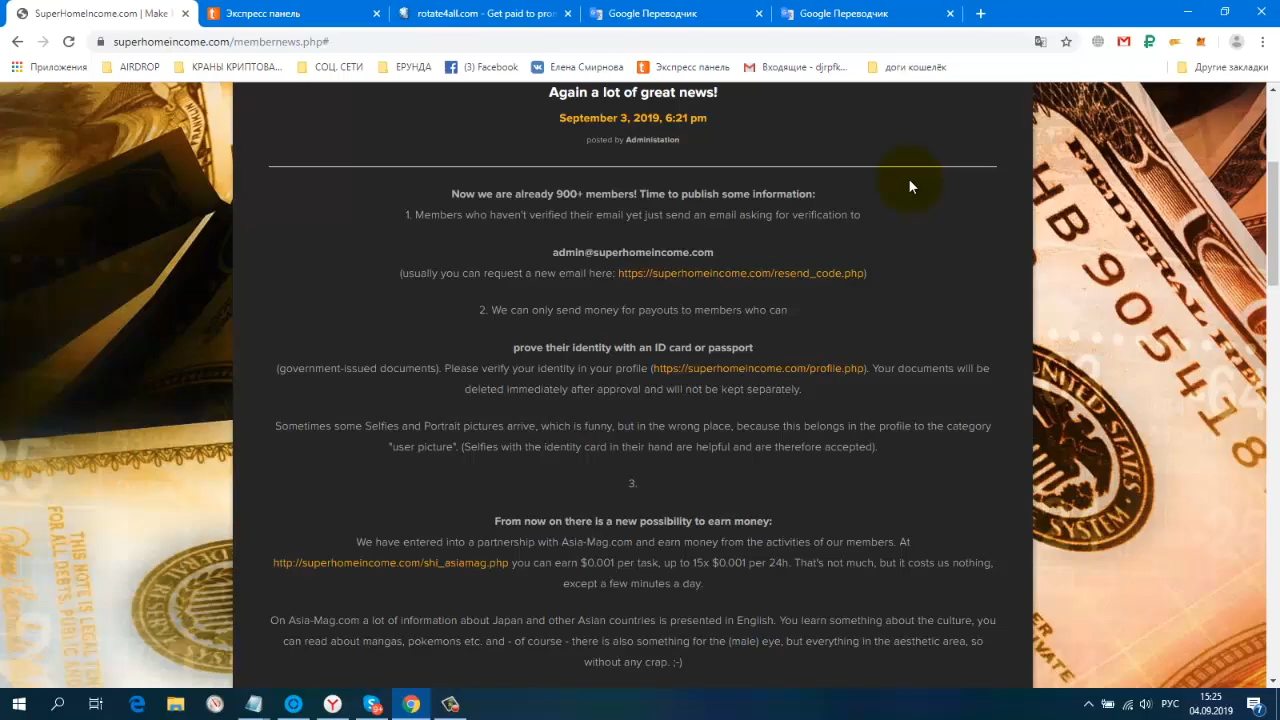 SuperHomeIncome.com | Make
Экспресс панель
rotate4all.com - Get paid to pro
Google Переводчик
Google Переводчик
superhomeincome.com/membernews.php#
Приложения
AIRDROP
КРАНЫ КРИПТОВА...
СОЦ. СЕТИ
ЕРУНДА
(3) Facebook
Елена Смирнова
Экспресс панель
Входящие - djrpfk...
доги кошелёк
Другие закладки
Again a lot of great news!
September 3, 2019, 6:21 pm
posted by Administation
Now we are already 900+ members! Time to publish some information:
1. Members who haven't verified their email yet just send an email asking for verification to
admin@superhomeincome.com
(usually you can request a new email here: https://superhomeincome.com/resend_code.php)
2. We can only send money for payouts to members who can
prove their identity with an ID card or passport
(government-issued documents). Please verify your identity in your profile (https://superhomeincome.com/profile.php). Your documents will be
deleted immediately after approval and will not be kept separately.
Sometimes some Selfies and Portrait pictures arrive, which is funny, but in the wrong place, because this belongs in the profile to the category
"user picture". (Selfies with the identity card in their hand are helpful and are therefore accepted).
3.
From now on there is a new possibility to earn money:
We have entered into a partnership with Asia-Mag.com and earn money from the activities of our members. At
http://superhomeincome.com/shi_asiamag.php you can earn $0.001 per task, up to 15x $0.001 per 24h. That's not much, but it costs us nothing,
except a few minutes a day.
On Asia-Mag.com a lot of information about Japan and other Asian countries is presented in English. You learn something about the culture, you
can read about mangas, pokemons etc. and - of course - there is also something for the (male) eye, but everything in the aesthetic area, so
without any crap. ;-)
РУС
15:25
04.09.2019